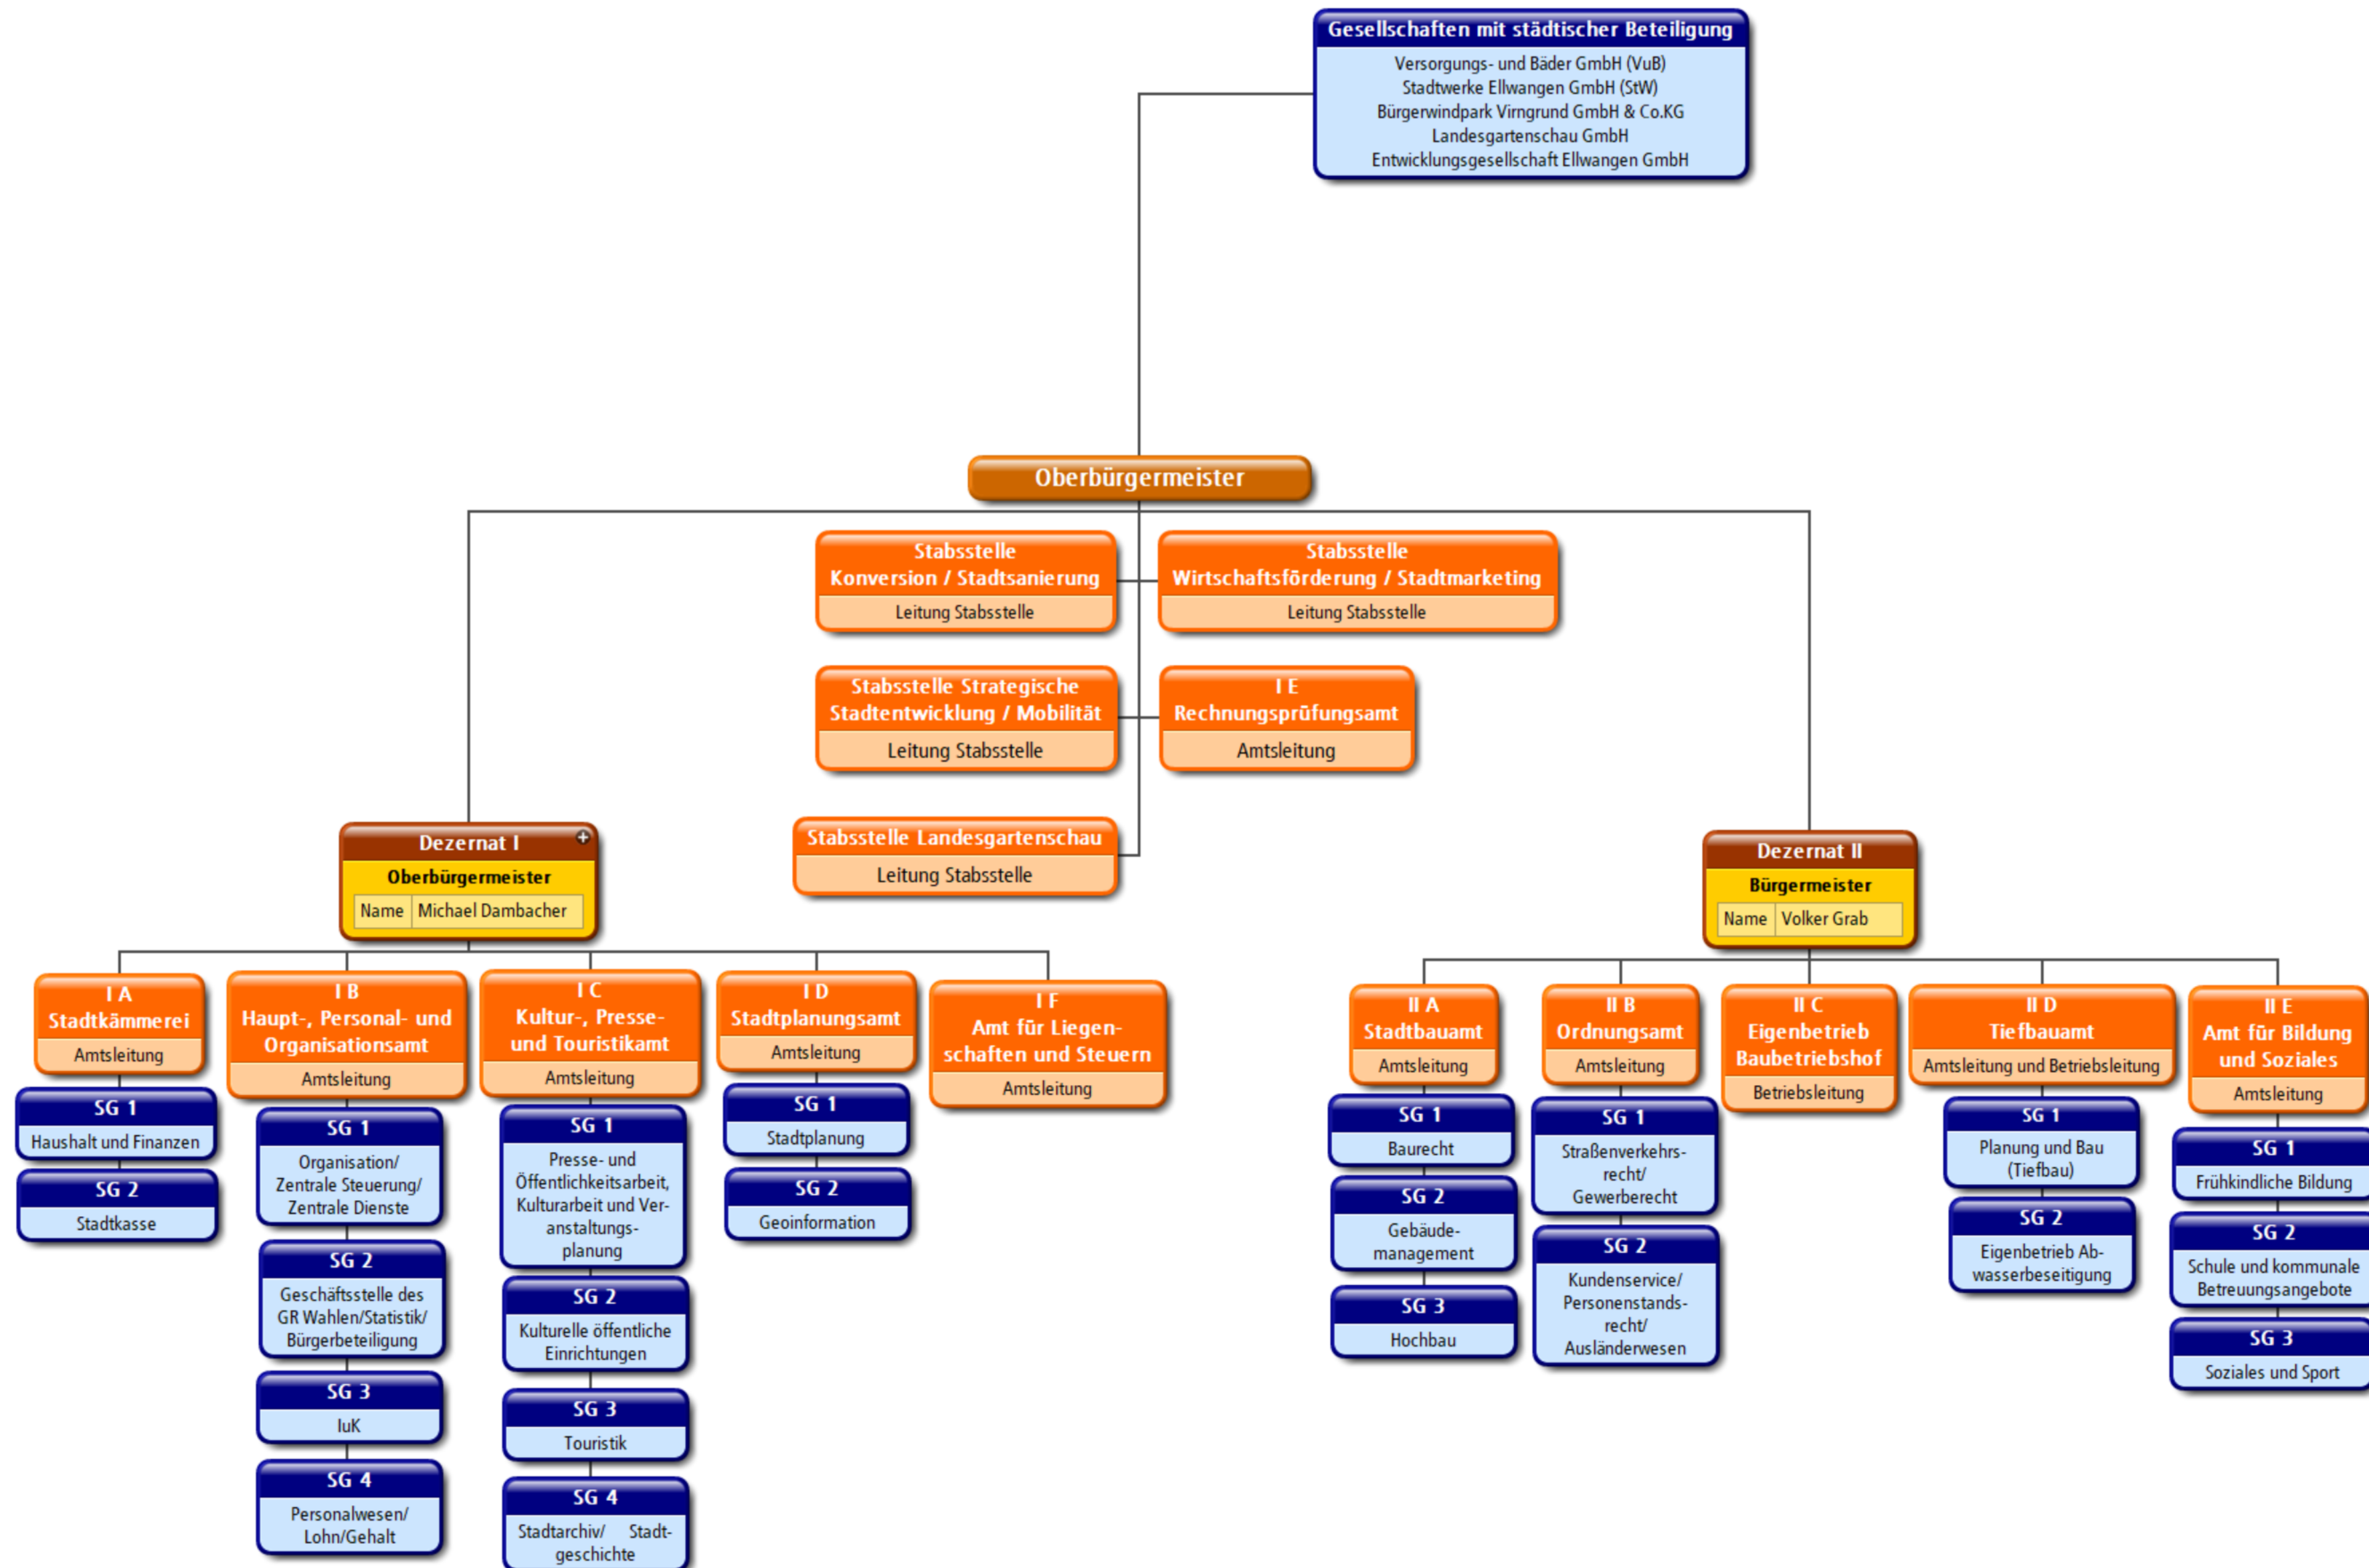 Gesellschaften mit städtischer Beteiligung
Versorgungs- und Bäder GmbH (VuB)
Stadtwerke Ellwangen GmbH (StW)
Bürgerwindpark Virngrund GmbH & Co.KG
Landesgartenschau GmbH
Entwicklungsgesellschaft Ellwangen GmbH
Oberbürgermeister
Stabsstelle
Konversion / Stadtsanierung
Leitung Stabsstelle
Stabsstelle
Wirtschaftsförderung / Stadtmarketing
Leitung Stabsstelle
Stabsstelle Strategische
Stadtentwicklung / Mobilität
Leitung Stabsstelle
I E
Rechnungsprüfungsamt
Amtsleitung
Stabsstelle Landesgartenschau
Leitung Stabsstelle
Dezernat I
Oberbürgermeister
Name Michael Dambacher
I A
Stadtkämmerei
Amtsleitung
SG 1
Haushalt und Finanzen
SG 2
Stadtkasse
I B
Haupt-, Personal- und
Organisationsamt
Amtsleitung
SG 1
Organisation/
Zentrale Steuerung/
Zentrale Dienste
SG 2
Geschäftsstelle des
GR Wahlen/Statistik/
Bürgerbeteiligung
SG 3
IuK
SG 4
Personalwesen/
Lohn/Gehalt
I C
Kultur-, Presse-
und Touristikamt
Amtsleitung
SG 1
Presse- und
Öffentlichkeitsarbeit,
Kulturarbeit und Ver-
anstaltungs-
planung
SG 2
Kulturelle öffentliche
Einrichtungen
SG 3
Touristik
SG 4
Stadtarchiv/ Stadt-
geschichte
I D
Stadtplanungsamt
Amtsleitung
SG 1
Stadtplanung
SG 2
Geoinformation
I F
Amt für Liegen-
schaften und Steuern
Amtsleitung
Dezernat II
Bürgermeister
Name Volker Grab
II A
Stadtbauamt
Amtsleitung
SG 1
Baurecht
SG 2
Gebäude-
management
SG 3
Hochbau
II B
Ordnungsamt
Amtsleitung
SG 1
Straßenverkehrs-
recht/
Gewerberecht
SG 2
Kundenservice/
Personenstands-
recht/
Ausländerwesen
II C
Eigenbetrieb
Baubetriebshof
Betriebsleitung
II D
Tiefbauamt
Amtsleitung und Betriebsleitung
SG 1
Planung und Bau
(Tiefbau)
SG 2
Eigenbetrieb Ab-
wasserbeseitigung
II E
Amt für Bildung
und Soziales
Amtsleitung
SG 1
Frühkindliche Bildung
SG 2
Schule und kommunale
Betreuungsangebote
SG 3
Soziales und Sport